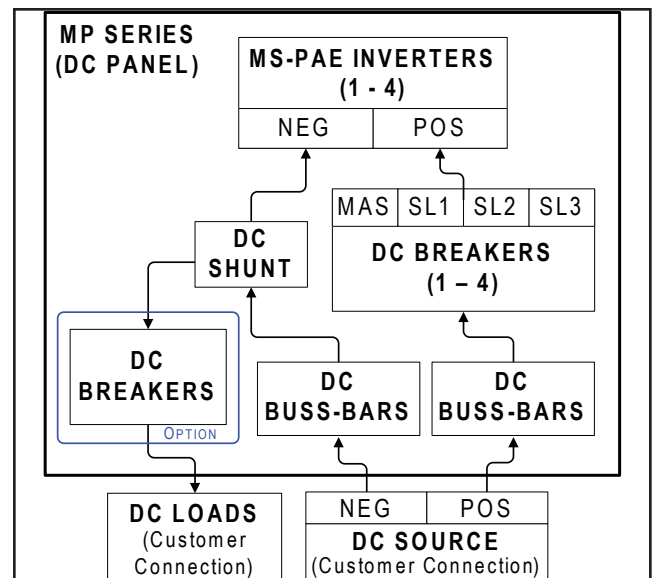 MP SERIES
(DC PANEL)
MS-PAE INVERTERS
(1 - 4)
NEG POS
MAS SL1 SL2 SL3
DC BREAKERS
(1 – 4)
DC
SHUNT
DC
BREAKERS
OPTION
DC
BUSS-BARS
DC
BUSS-BARS
DC LOADS
(Customer
Connection)
NEG POS
DC SOURCE
(Customer Connection)